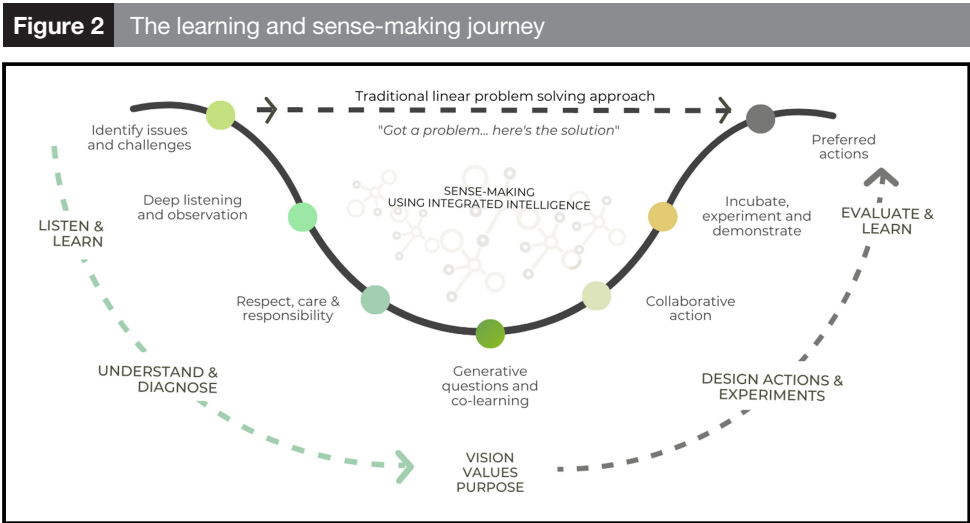 Figure 2 The learning and sense-making journey
Traditional linear problem solving approach
"Got a problem... here's the solution"
Identify issues
and challenges
Preferred
actions
SENSE-MAKING
USING INTEGRATED INTELLIGENCE
Deep listening
and observation
Incubate,
experiment and
demonstrate
LISTEN &
LEARN
EVALUATE &
LEARN
Respect, care &
responsibility
Collaborative
action
UNDERSTAND &
DIAGNOSE
Generative
questions and
co-learning
DESIGN ACTIONS &
EXPERIMENTS
VISION
VALUES
PURPOSE